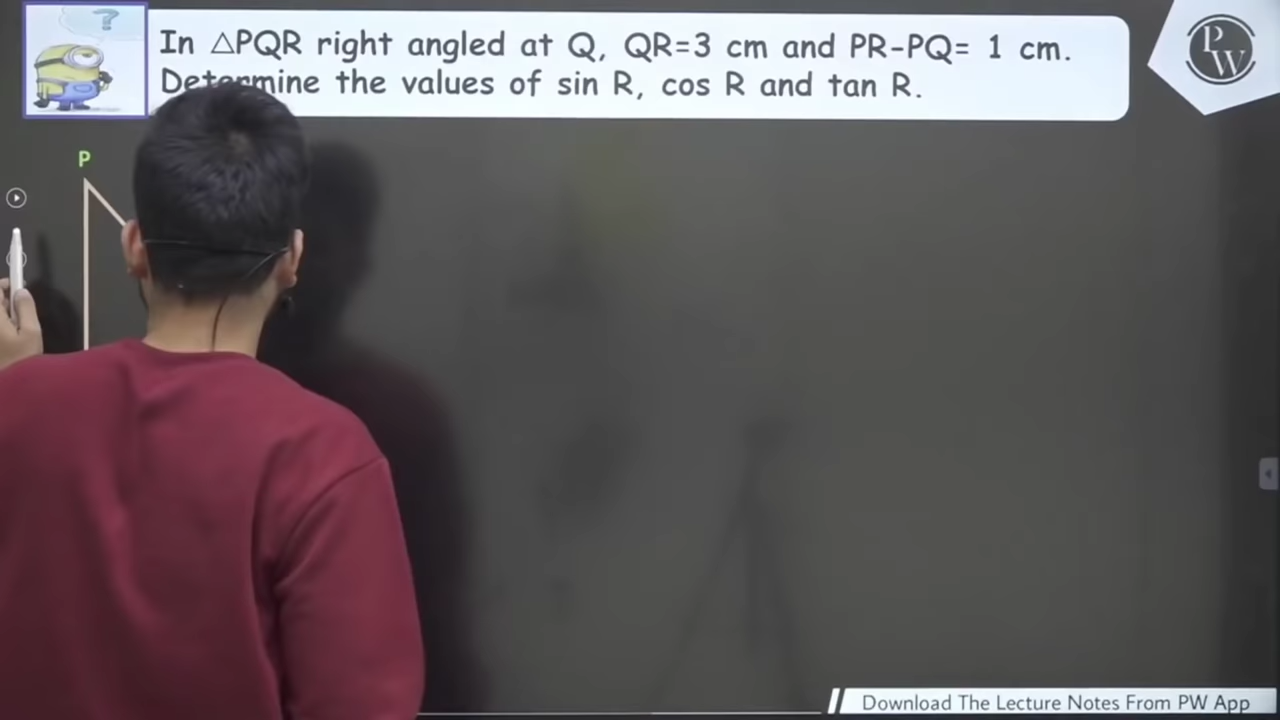 ?
In △PQR right angled at Q, QR=3 cm and PR-PQ= 1 cm.
Determine the values of sin R, cos R and tan R.
PW
P
Download The Lecture Notes From PW App